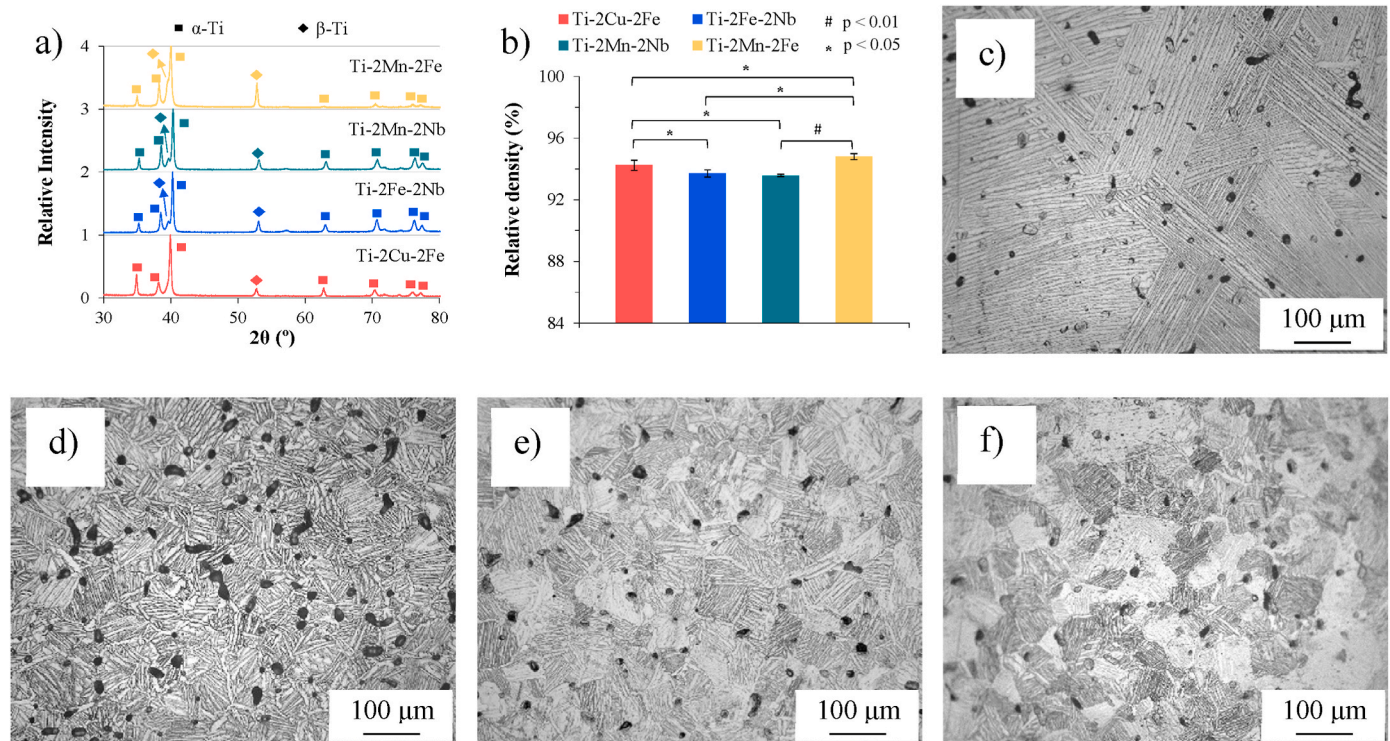 a)
■ α-Ti ◆ β-Ti
Relative Intensity
4
3
2
1
0
Ti-2Mn-2Fe
Ti-2Mn-2Nb
Ti-2Fe-2Nb
Ti-2Cu-2Fe
30 40 50 60 70 80
2θ (º)
b)
Ti-2Cu-2Fe Ti-2Fe-2Nb # p < 0.01
Ti-2Mn-2Nb Ti-2Mn-2Fe * p < 0.05
Relative density (%)
100
96
92
88
84
*
*
*
* #
c)
100 μm
d)
100 μm
e)
100 μm
f)
100 μm